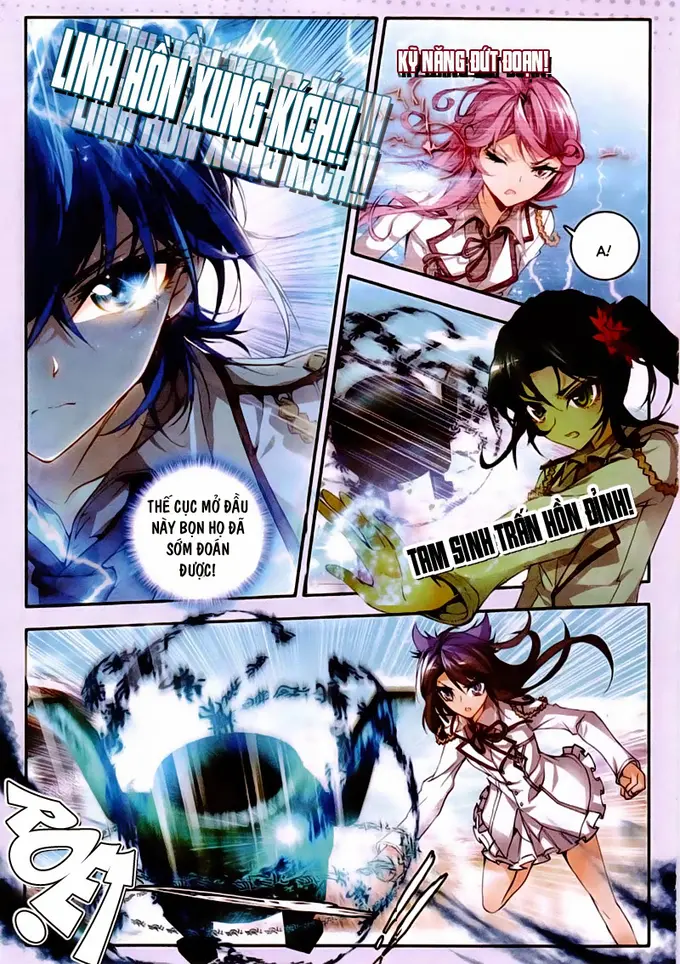 LINH HỒN XUNG KÍCH!!
KỸ NĂNG ĐỨT ĐOẠN!
A!
THẾ CỤC MỞ ĐẦU
NÀY BỌN HỌ ĐÃ
SỚM ĐOÁN
ĐƯỢC!
TAM SINH TRẤN HỒN ĐỈNH!
POET!